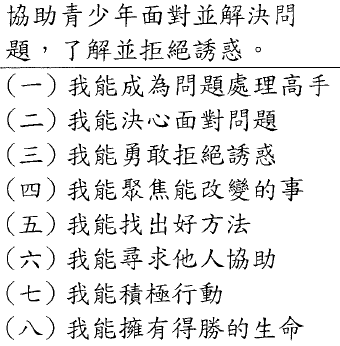 協助青少年面對並解決問
題，了解並拒絕誘惑。
(一)我能成為問題處理高手
(二)我能決心面對問題
(三)我能勇敢拒絕誘惑
(四)我能聚焦能改變的事
(五)我能找出好方法
(六)我能尋求他人協助
(七)我能積極行動
(八)我能擁有得勝的生命